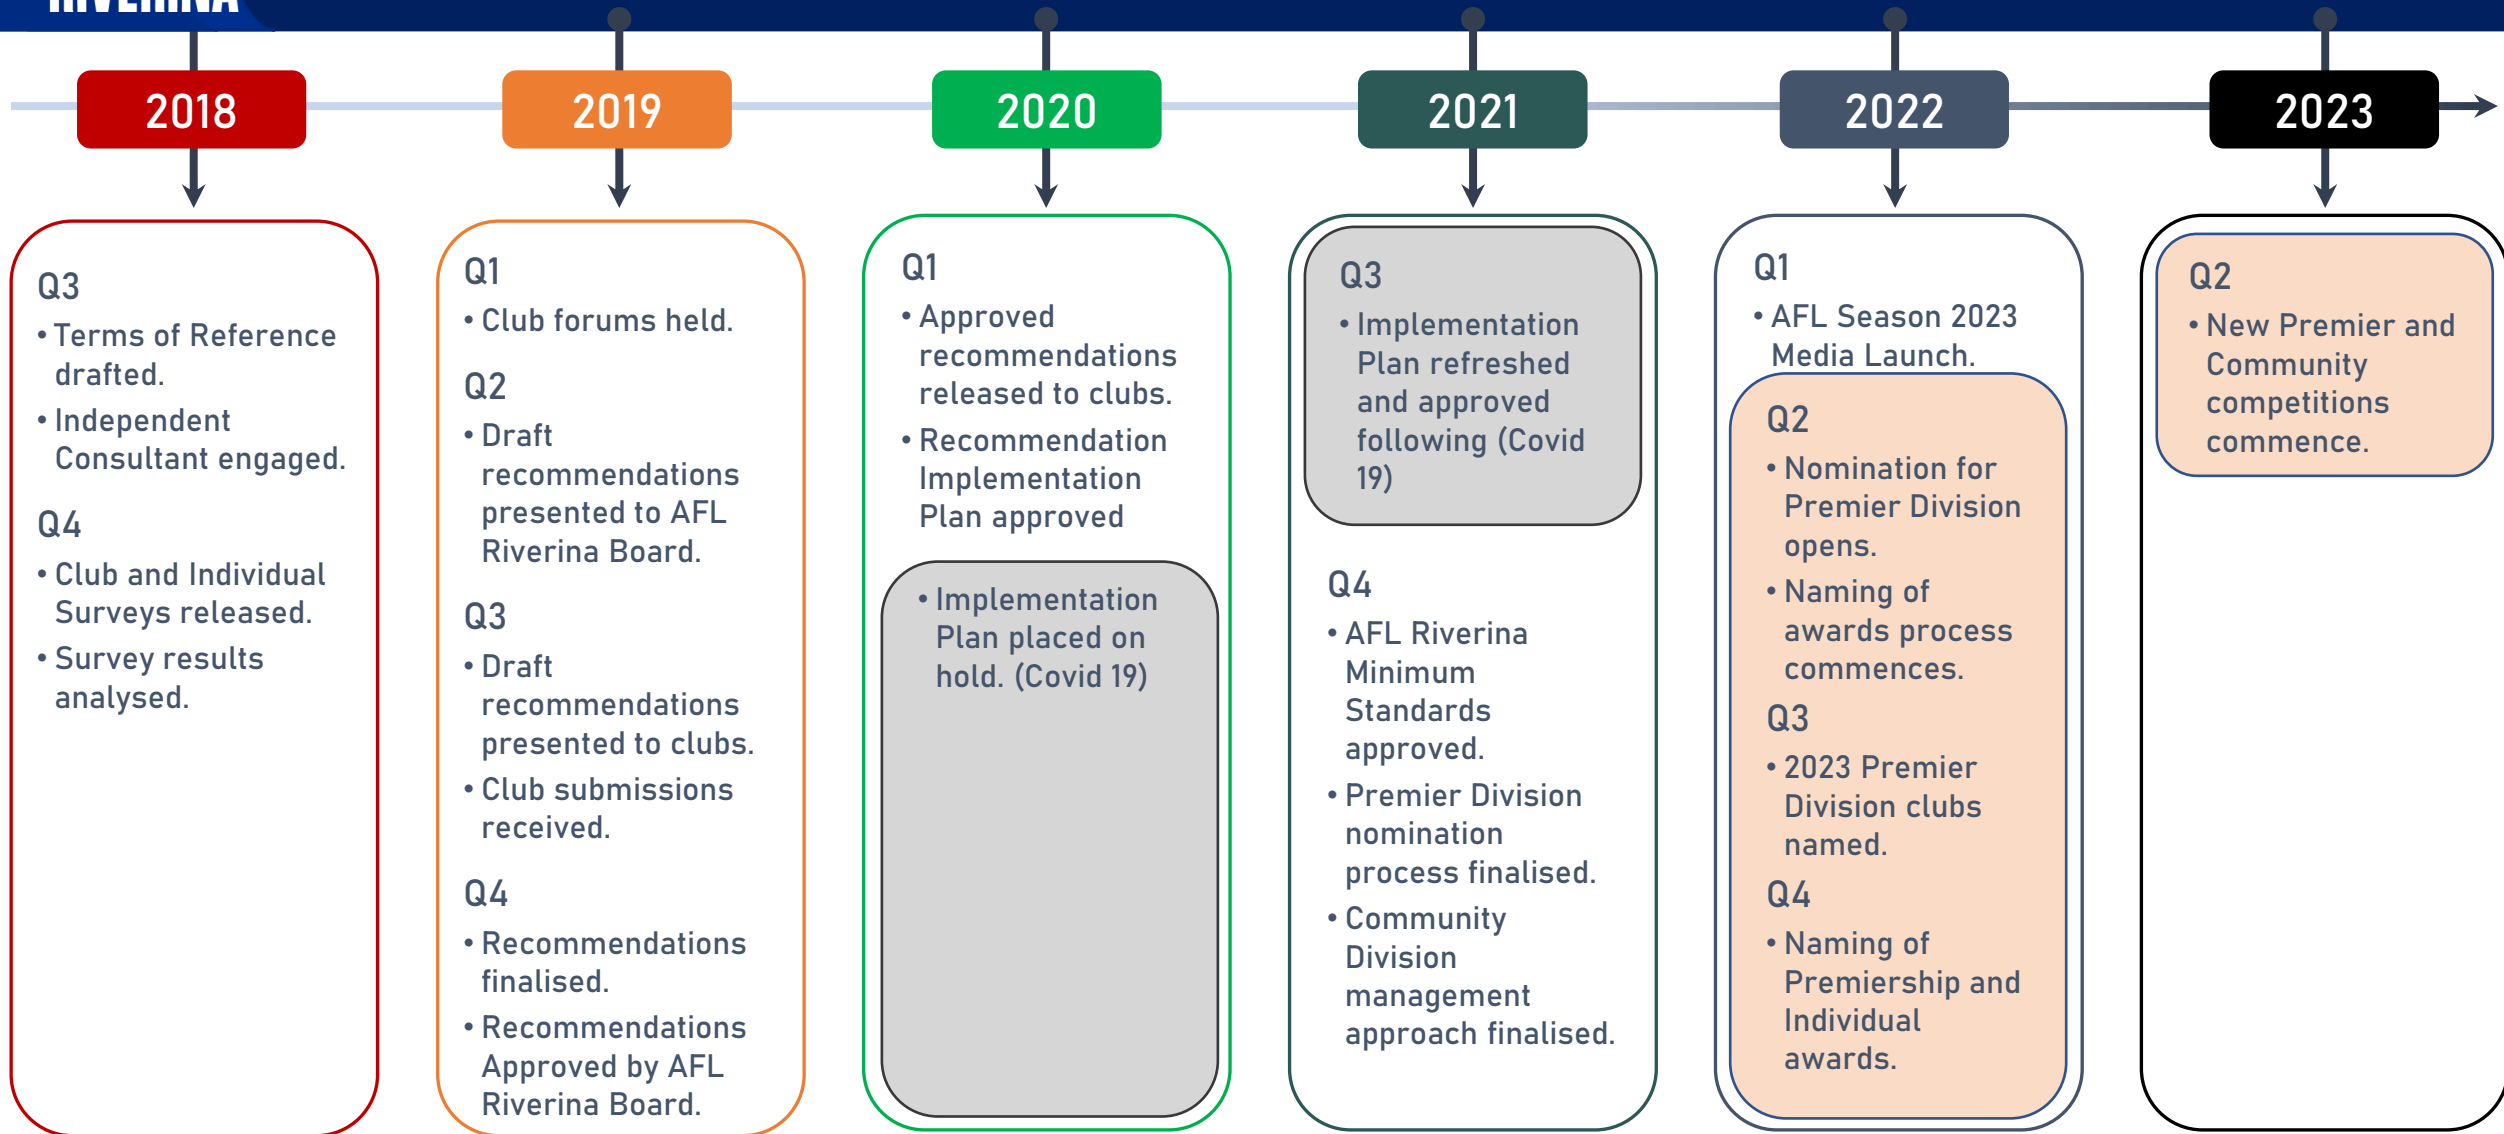 RIVERINA
2018
2019
2020
2021
2022
2023
Q3
• Terms of Reference
drafted.
• Independent
Consultant engaged.
Q4
• Club and Individual
Surveys released.
• Survey results
analysed.
Q1
• Club forums held.
Q2
• Draft
recommendations
presented to AFL
Riverina Board.
Q3
• Draft
recommendations
presented to clubs.
• Club submissions
received.
Q4
• Recommendations
finalised.
• Recommendations
Approved by AFL
Riverina Board.
Q1
• Approved
recommendations
released to clubs.
• Recommendation
Implementation
Plan approved
• Implementation
Plan placed on
hold. (Covid 19)
Q3
• Implementation
Plan refreshed
and approved
following (Covid
19)
Q4
• AFL Riverina
Minimum
Standards
approved.
• Premier Division
nomination
process finalised.
• Community
Division
management
approach finalised.
Q1
• AFL Season 2023
Media Launch.
Q2
• Nomination for
Premier Division
opens.
• Naming of
awards process
commences.
Q3
• 2023 Premier
Division clubs
named.
Q4
• Naming of
Premiership and
Individual
awards.
Q2
• New Premier and
Community
competitions
commence.